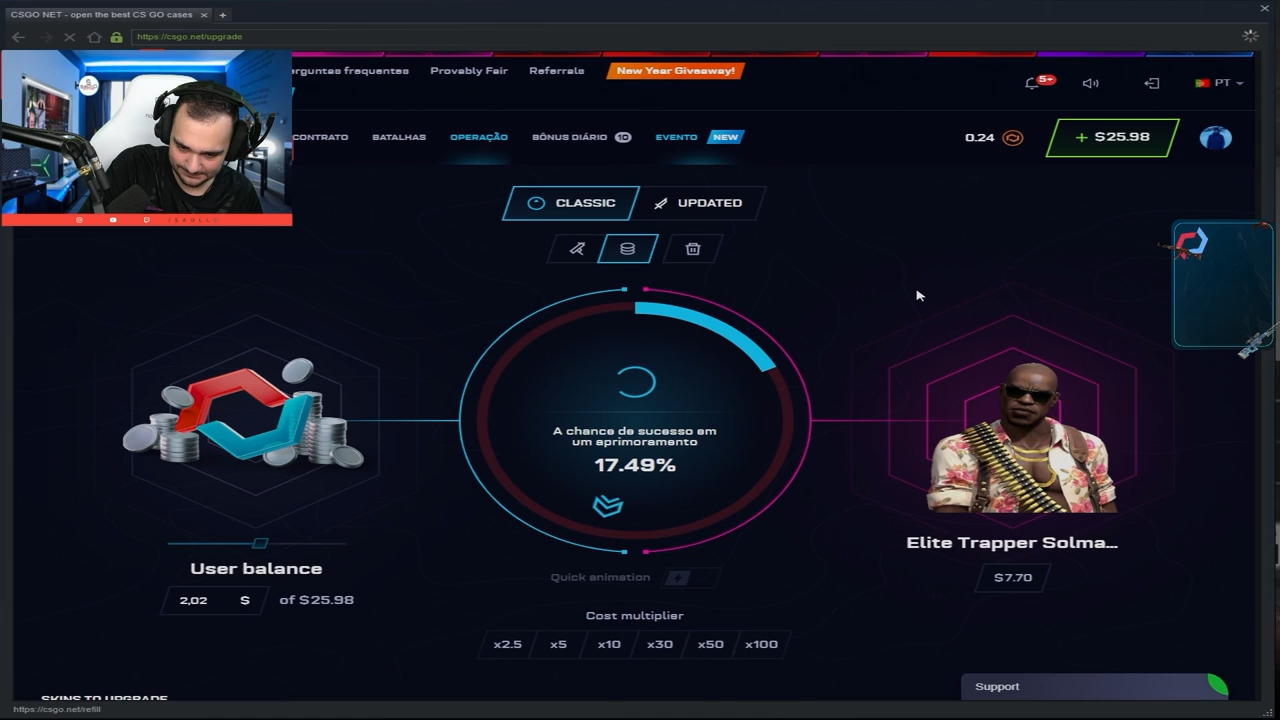 CSGO NET - open the best CS GO cases
https://csgo.net/upgrade
erguntas frequentes Provably Fair Referrals New Year Giveaway!
5+
PT
CONTRATO BATALHAS OPERAÇÃO BÔNUS DIÁRIO 10 EVENTO NEW
0.24 + $25.98
CLASSIC UPDATED
A chance de sucesso em
um aprimoramento
17.49%
Elite Trapper Solma...
$7.70
User balance
2,02 $ of $25.98
Quick animation
Cost multiplier
x2.5 x5 x10 x30 x50 x100
Support
SKINS TO UPGRADE
https://csgo.net/refill